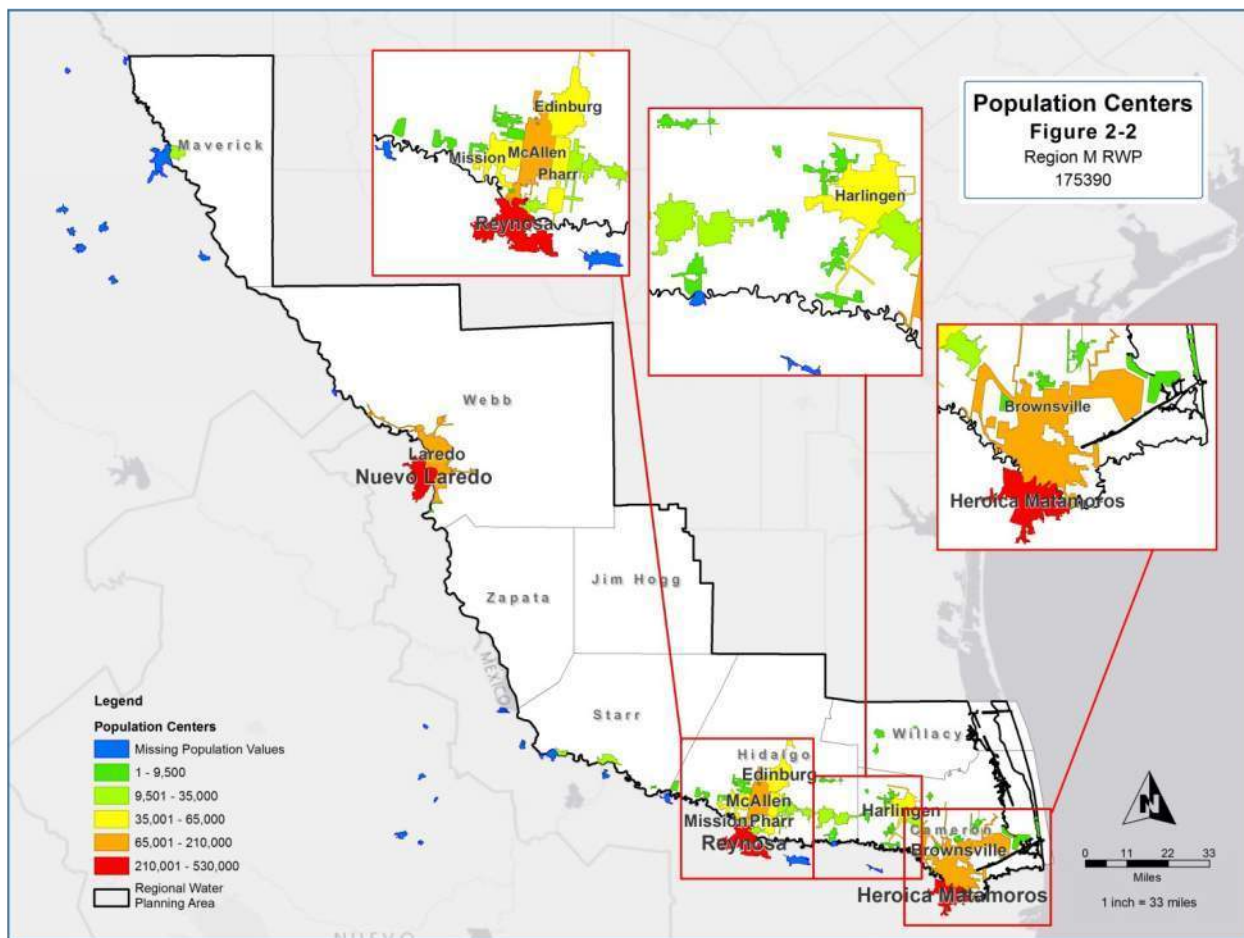 Population Centers
Figure 2-2
Region M RWP
175390
Maverick
Edinburg
Mission
McAllen
Pharr
Reynosa
Harlingen
Brownsville
Heroica Matamoros
Webb
Laredo
Nuevo Laredo
Jim Hogg
Zapata
MEXICO
Starr
Willacy
Hidalgo
Edinburg
McAllen
Mission
Pharr
Reynosa
Harlingen
Cameron
Brownsville
Heroica Matamoros
Legend
Population Centers
Missing Population Values
1 - 9,500
9,501 - 35,000
35,001 - 65,000
65,001 - 210,000
210,001 - 530,000
Regional Water
Planning Area
N
0 11 22 33
Miles
1 inch = 33 miles
NUEVO